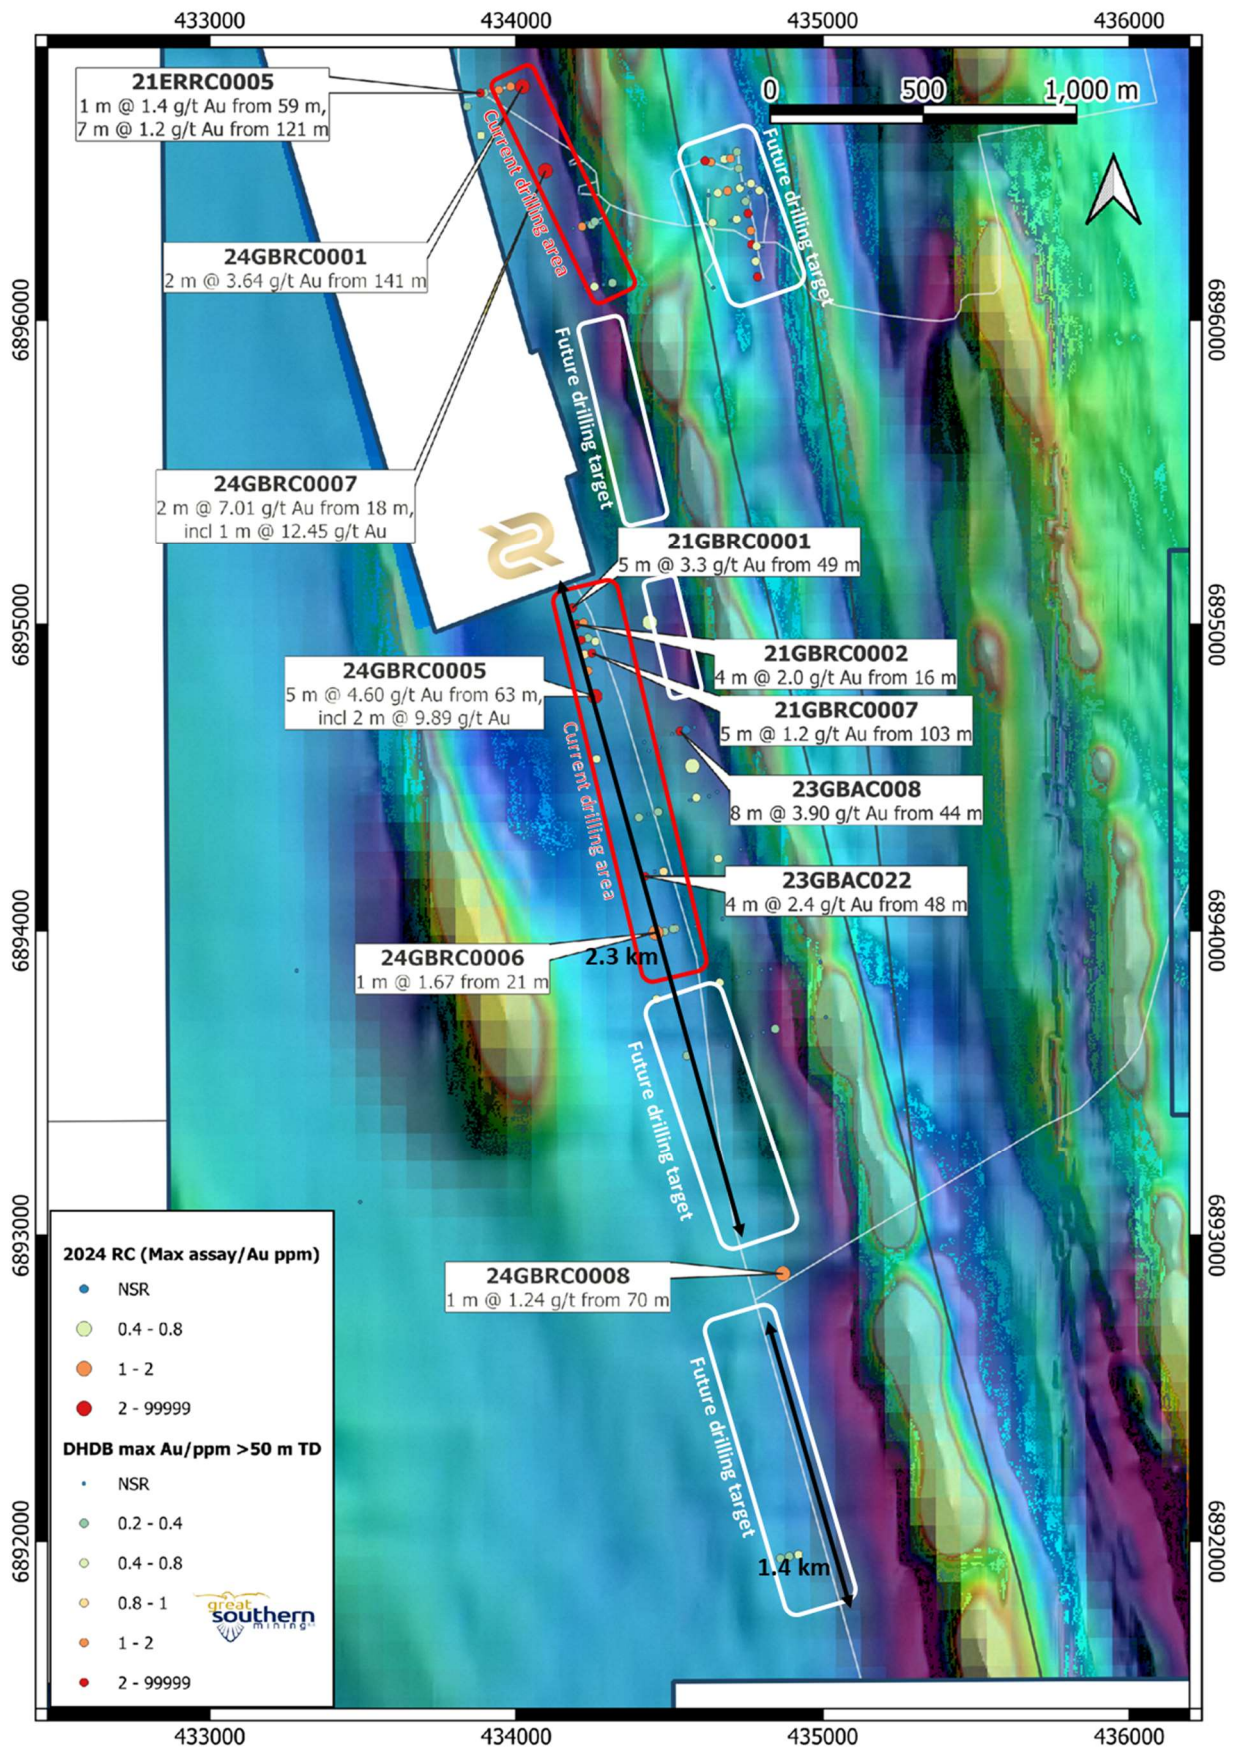 433000
434000
435000
436000
21ERRC0005
1 m @ 1.4 g/t Au from 59 m,
7 m @ 1.2 g/t Au from 121 m
0
500
1,000 m
Current drilling area
Future drilling target
24GBRC0001
2 m @ 3.64 g/t Au from 141 m
6896000
6896000
Future drilling target
24GBRC0007
2 m @ 7.01 g/t Au from 18 m,
incl 1 m @ 12.45 g/t Au
21GBRC0001
5 m @ 3.3 g/t Au from 49 m
6895000
6895000
21GBRC0002
4 m @ 2.0 g/t Au from 16 m
24GBRC0005
5 m @ 4.60 g/t Au from 63 m,
incl 2 m @ 9.89 g/t Au
21GBRC0007
5 m @ 1.2 g/t Au from 103 m
Current drilling area
23GBAC008
8 m @ 3.90 g/t Au from 44 m
23GBAC022
4 m @ 2.4 g/t Au from 48 m
6894000
6894000
24GBRC0006
1 m @ 1.67 from 21 m
2.3 km
Future drilling target
6893000
6893000
24GBRC0008
1 m @ 1.24 g/t from 70 m
2024 RC (Max assay/Au ppm)
NSR
0.4 - 0.8
1 - 2
2 - 99999
DHDB max Au/ppm >50 m TD
NSR
0.2 - 0.4
0.4 - 0.8
0.8 - 1
1 - 2
2 - 99999
great
southern
mining
Future drilling target
1.4 km
6892000
6892000
433000
434000
435000
436000